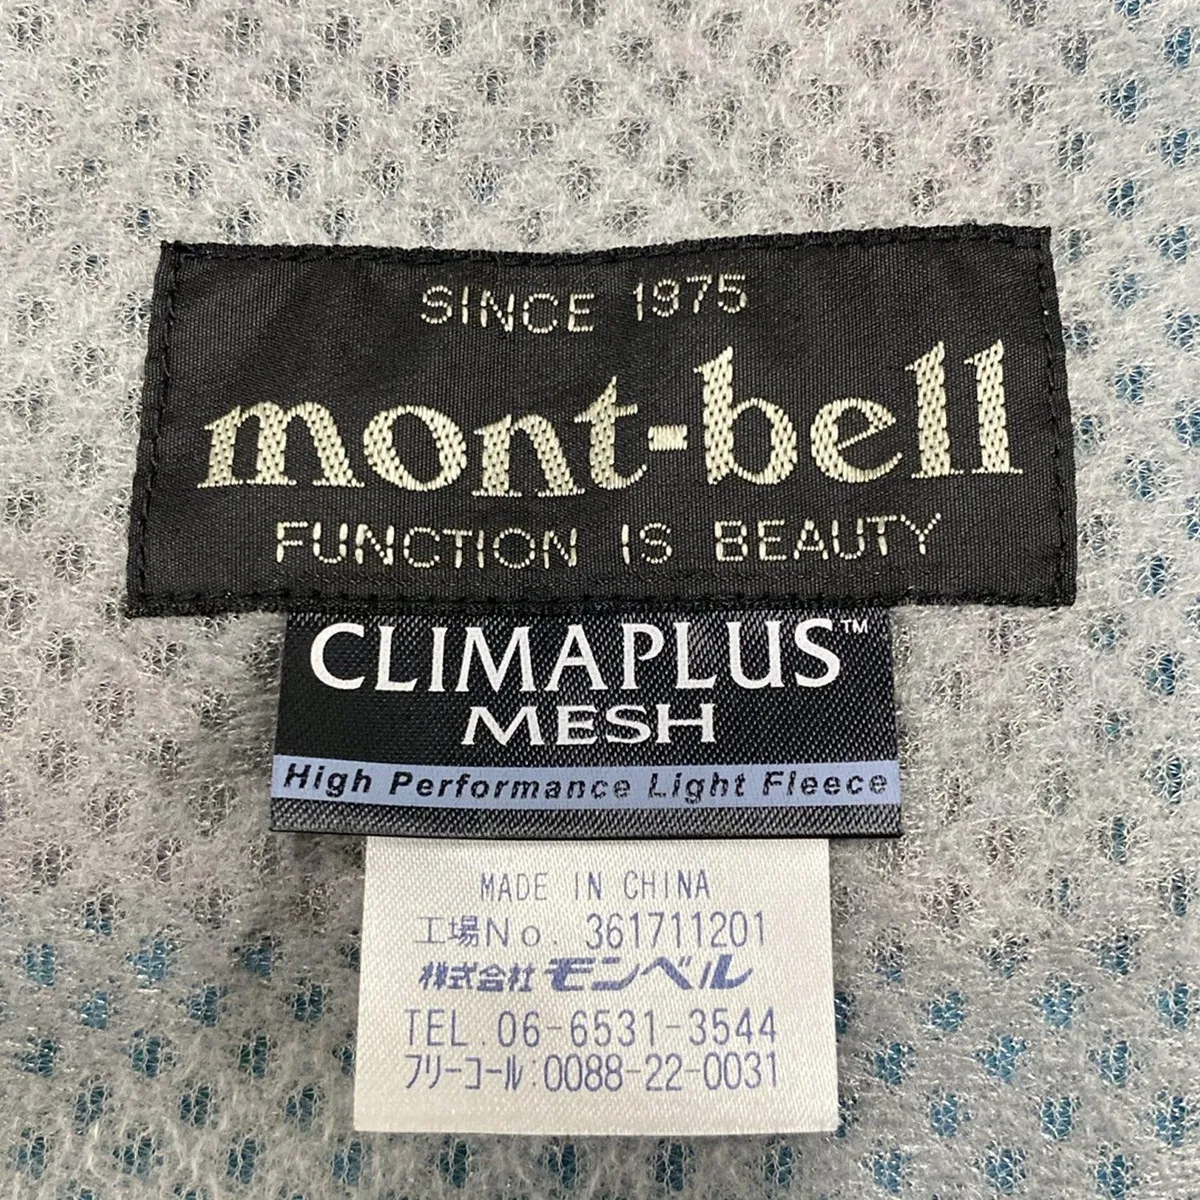 SINCE 1975
mont-bell
FUNCTION IS BEAUTY
CLIMAPLUS™
MESH
High Performance Light Fleece
MADE IN CHINA
工場No. 361711201
株式会社モンベル
TEL.06-6531-3544
フリーコール:0088-22-0031